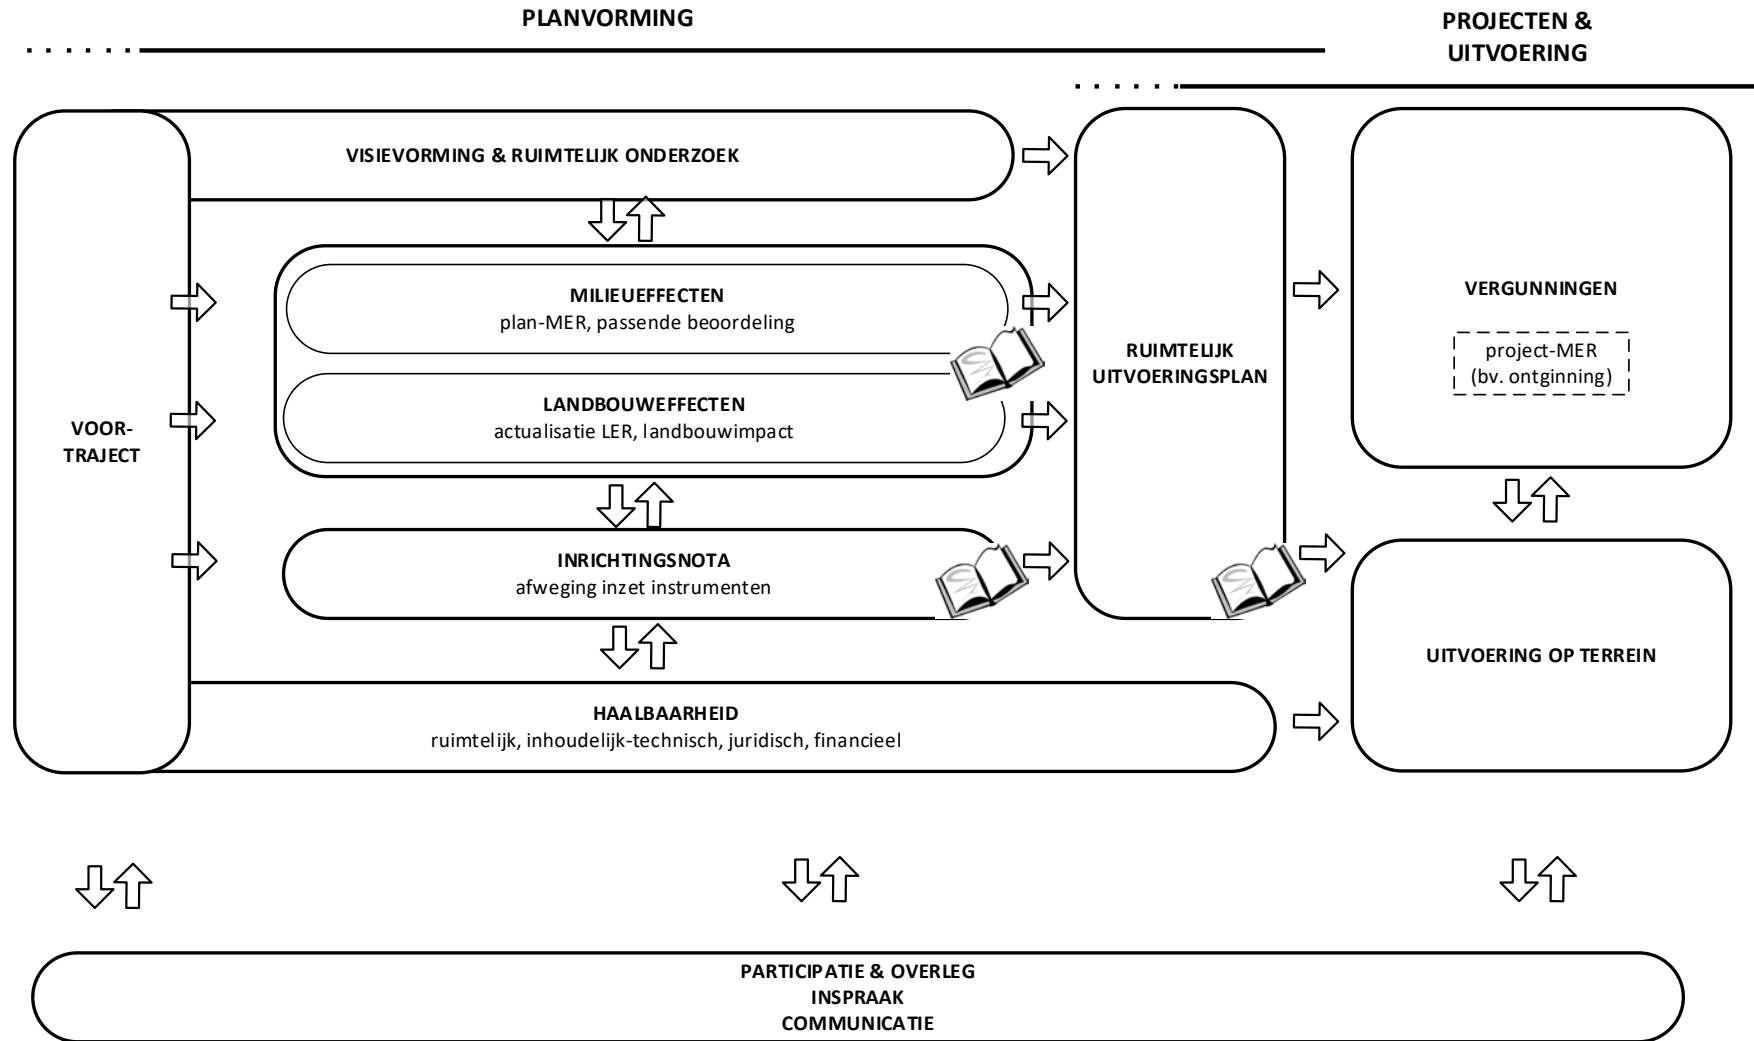 PLANVORMING
PROJECTEN &
UITVOERING
VISIEVORMING & RUIMTELIJK ONDERZOEK
MILIEUEFFECTEN
plan-MER, passende beoordeling
LANDBOUWEFFECTEN
actualisatie LER, landbouwimpact
VOOR-
TRAJECT
INRICHTINGSNOTA
afweging inzet instrumenten
HAALBAARHEID
ruimtelijk, inhoudelijk-technisch, juridisch, financieel
RUIMTELIJK
UITVOERINGSPLAN
VERGUNNINGEN
project-MER
(bv. ontginning)
UITVOERING OP TERREIN
PARTICIPATIE & OVERLEG
INSPRAAK
COMMUNICATIE